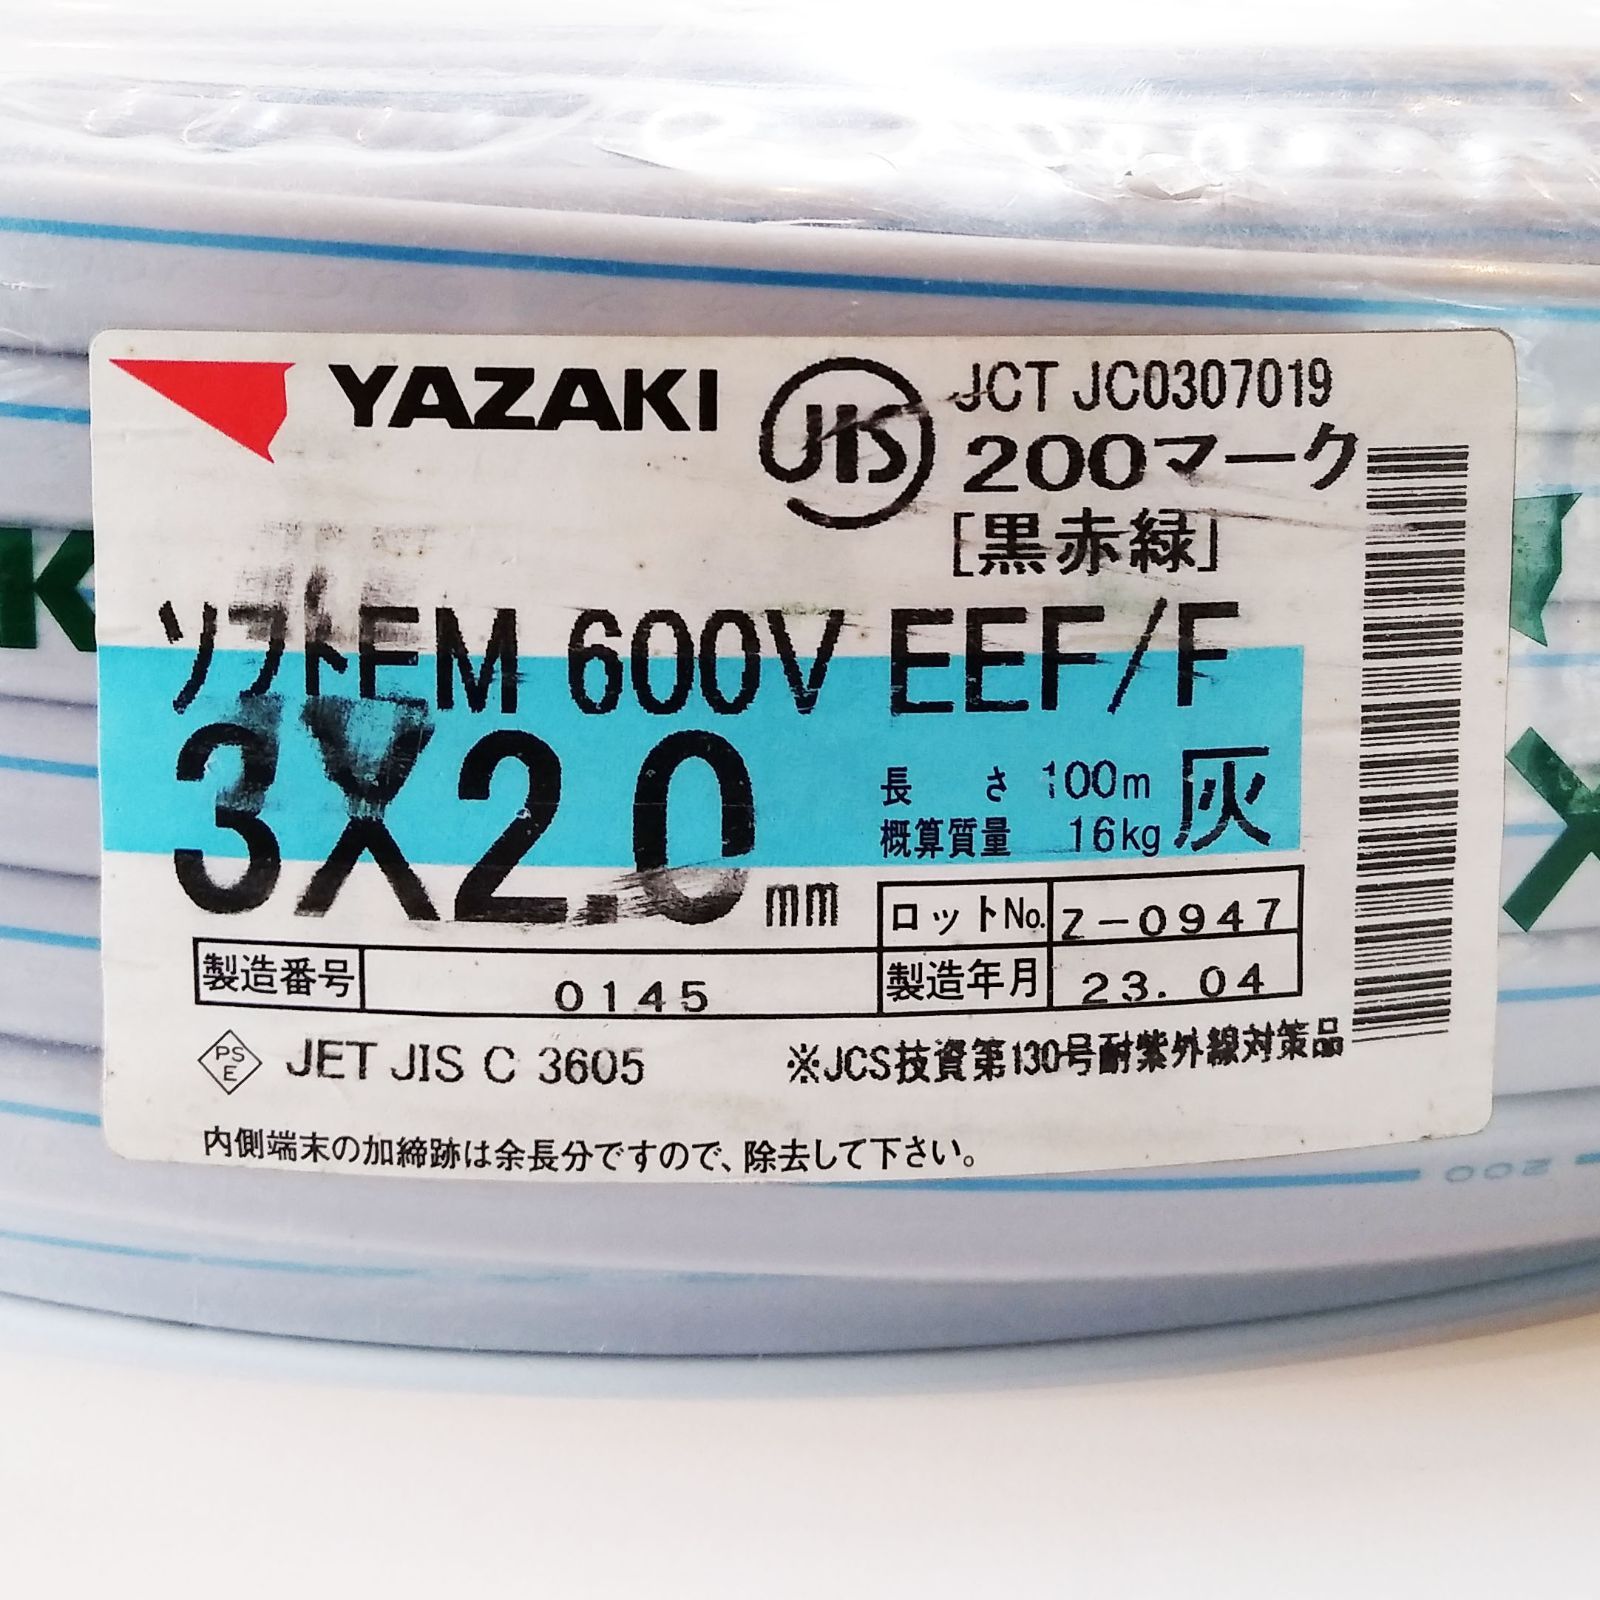 YAZAKI
JIS
JCT JC0307019
200マーク
[黒赤緑]
ソフトEM 600V EEF/F
3X2.0mm
長さ 100m
概算質量 16kg
灰
ロットNo. Z-0947
製造番号 0145
製造年月 23. 04
PS
E
JET JIS C 3605
※JCS技資第130号耐紫外線対策品
内側端末の加締跡は余長分ですので、除去して下さい。
K
200